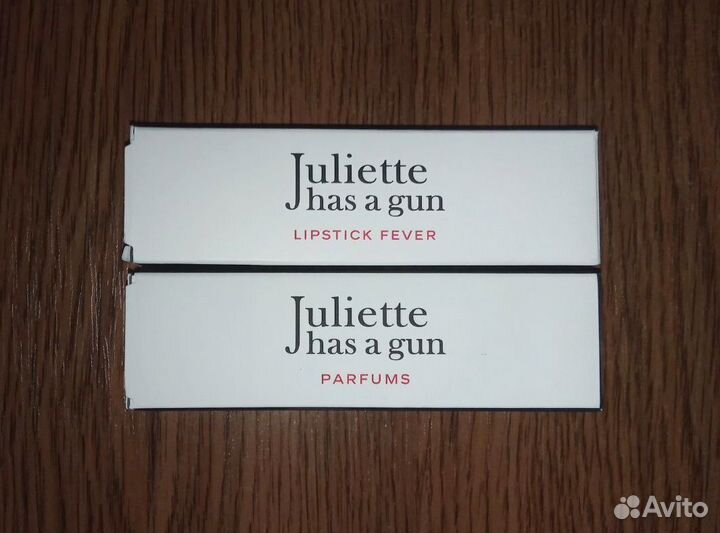 Juliette
has a gun
LIPSTICK FEVER
Juliette
has a gun
PARFUMS
Avito